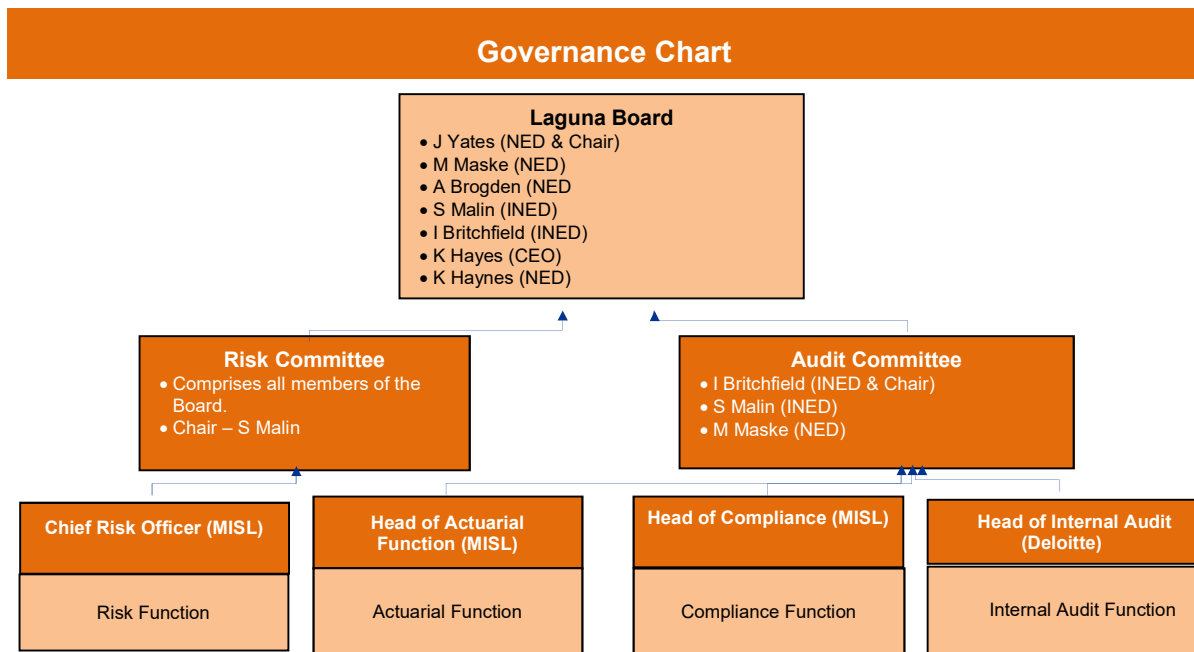 Governance Chart
Laguna Board
• J Yates (NED & Chair)
• M Maske (NED)
• A Brogden (NED
• S Malin (INED)
• I Britchfield (INED)
• K Hayes (CEO)
• K Haynes (NED)
Risk Committee
• Comprises all members of the
Board.
• Chair – S Malin
Audit Committee
• I Britchfield (INED & Chair)
• S Malin (INED)
• M Maske (NED)
Chief Risk Officer (MISL)
Risk Function
Head of Actuarial
Function (MISL)
Actuarial Function
Head of Compliance (MISL)
Compliance Function
Head of Internal Audit
(Deloitte)
Internal Audit Function